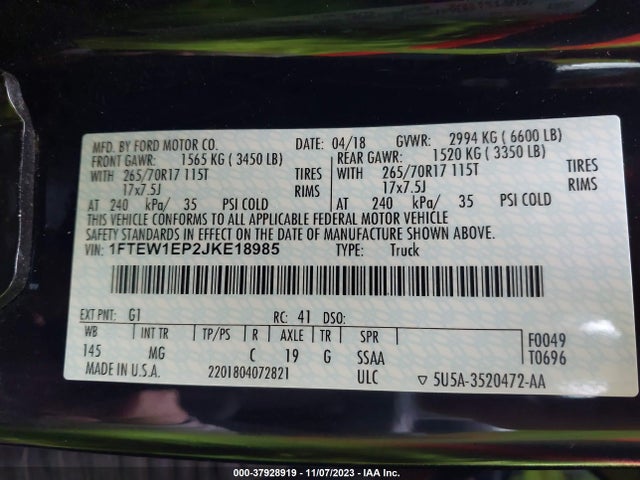 MFD. BY FORD MOTOR CO. DATE: 04/18 GVWR: 2994 KG ( 6600 LB)
FRONT GAWR: 1565 KG ( 3450 LB) REAR GAWR: 1520 KG ( 3350 LB)
WITH 265/70R17 115T TIRES WITH 265/70R17 115T TIRES
17x7.5J RIMS 17x7.5J RIMS
AT 240 kPa/ 35 PSI COLD AT 240 kPa/ 35 PSI COLD
THIS VEHICLE CONFORMS TO ALL APPLICABLE FEDERAL MOTOR VEHICLE
SAFETY STANDARDS IN EFFECT ON THE DATE OF MANUFACTURE SHOWN ABOVE.
VIN: 1FTEW1EP2JKE18985 TYPE: Truck
EXT PNT: G1 RC: 41 DSO:
WB INT TR TP/PS R AXLE TR SPR F0049
145 MG C 19 G SSAA T0696
MADE IN U.S.A. 2201804072821 ULC ▽ 5U5A-3520472-AA
000-37928919 - 11/07/2023 - IAA Inc.